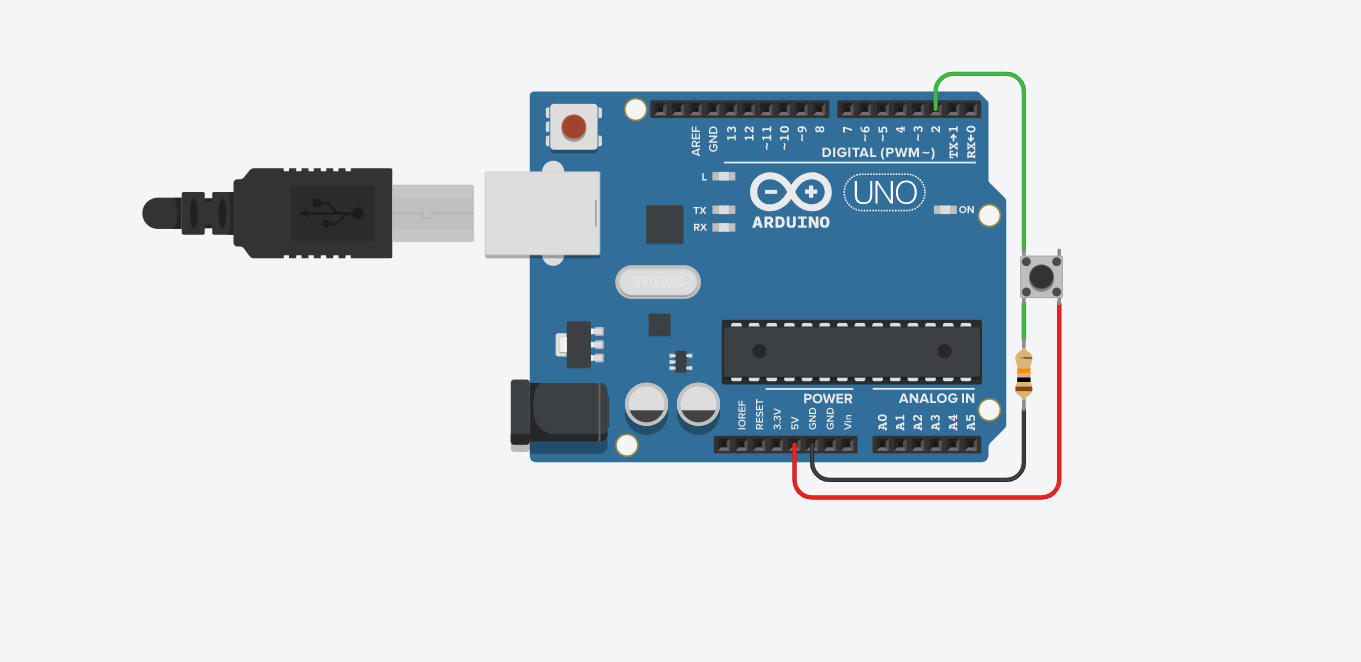 AREF
GND
13
12
~11
~10
~9
8
7
~6
~5
4
~3
2
TX→1
RX←0
DIGITAL (PWM~)
L
TX
RX
ARDUINO
UNO
ON
POWER
ANALOG IN
IOREF
RESET
3.3V
5V
GND
GND
Vin
A0
A1
A2
A3
A4
A5